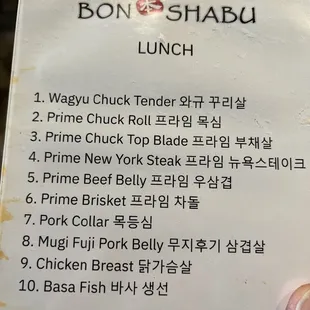 BON SHABU
LUNCH
1. Wagyu Chuck Tender 와규 꾸리살
2. Prime Chuck Roll 프라임 목심
3. Prime Chuck Top Blade 프라임 부채살
4. Prime New York Steak 프라임 뉴욕스테이크
5. Prime Beef Belly 프라임 우삼겹
6. Prime Brisket 프라임 차돌
7. Pork Collar 목등심
8. Mugi Fuji Pork Belly 무지후기 삼겹살
9. Chicken Breast 닭가슴살
10. Basa Fish 바사 생선